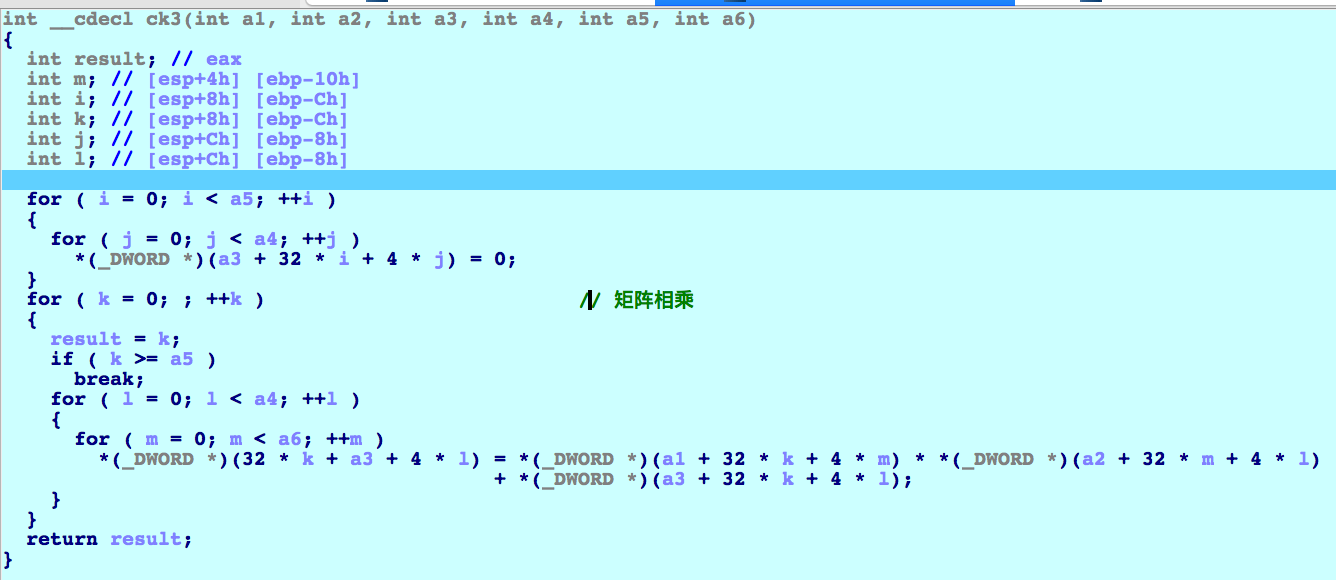 int __cdecl ck3(int a1, int a2, int a3, int a4, int a5, int a6)
{
  int result; // eax
  int m; // [esp+4h] [ebp-10h]
  int i; // [esp+8h] [ebp-Ch]
  int k; // [esp+8h] [ebp-Ch]
  int j; // [esp+Ch] [ebp-8h]
  int l; // [esp+Ch] [ebp-8h]
  for ( i = 0; i < a5; ++i )
  {
    for ( j = 0; j < a4; ++j )
      *(_DWORD *)(a3 + 32 * i + 4 * j) = 0;
  }
  for ( k = 0; ; ++k ) // 矩阵相乘
  {
    result = k;
    if ( k >= a5 )
      break;
    for ( l = 0; l < a4; ++l )
    {
      for ( m = 0; m < a6; ++m )
        *(_DWORD *)(32 * k + a3 + 4 * l) = *(_DWORD *)(a1 + 32 * k + 4 * m) * *(_DWORD *)(a2 + 32 * m + 4 * l)
                                         + *(_DWORD *)(a3 + 32 * k + 4 * l);
    }
  }
  return result;
}